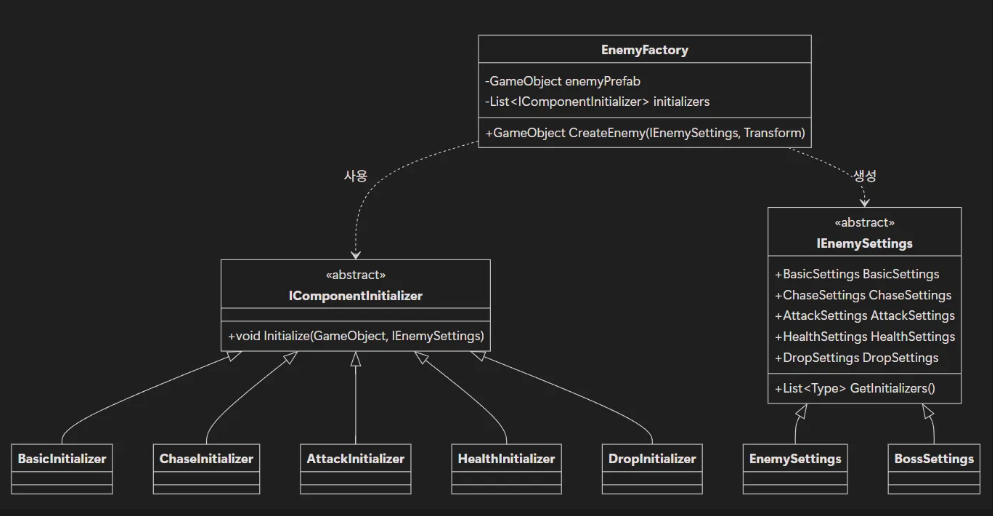 EnemyFactory
-GameObject enemyPrefab
-List<IComponentInitializer> initializers
+GameObject CreateEnemy(IEnemySettings, Transform)
사용
생성
«abstract»
IComponentInitializer
+void Initialize(GameObject, IEnemySettings)
«abstract»
IEnemySettings
+BasicSettings BasicSettings
+ChaseSettings ChaseSettings
+AttackSettings AttackSettings
+HealthSettings HealthSettings
+DropSettings DropSettings
+List<Type> GetInitializers()
BasicInitializer
ChaseInitializer
AttackInitializer
HealthInitializer
DropInitializer
EnemySettings
BossSettings